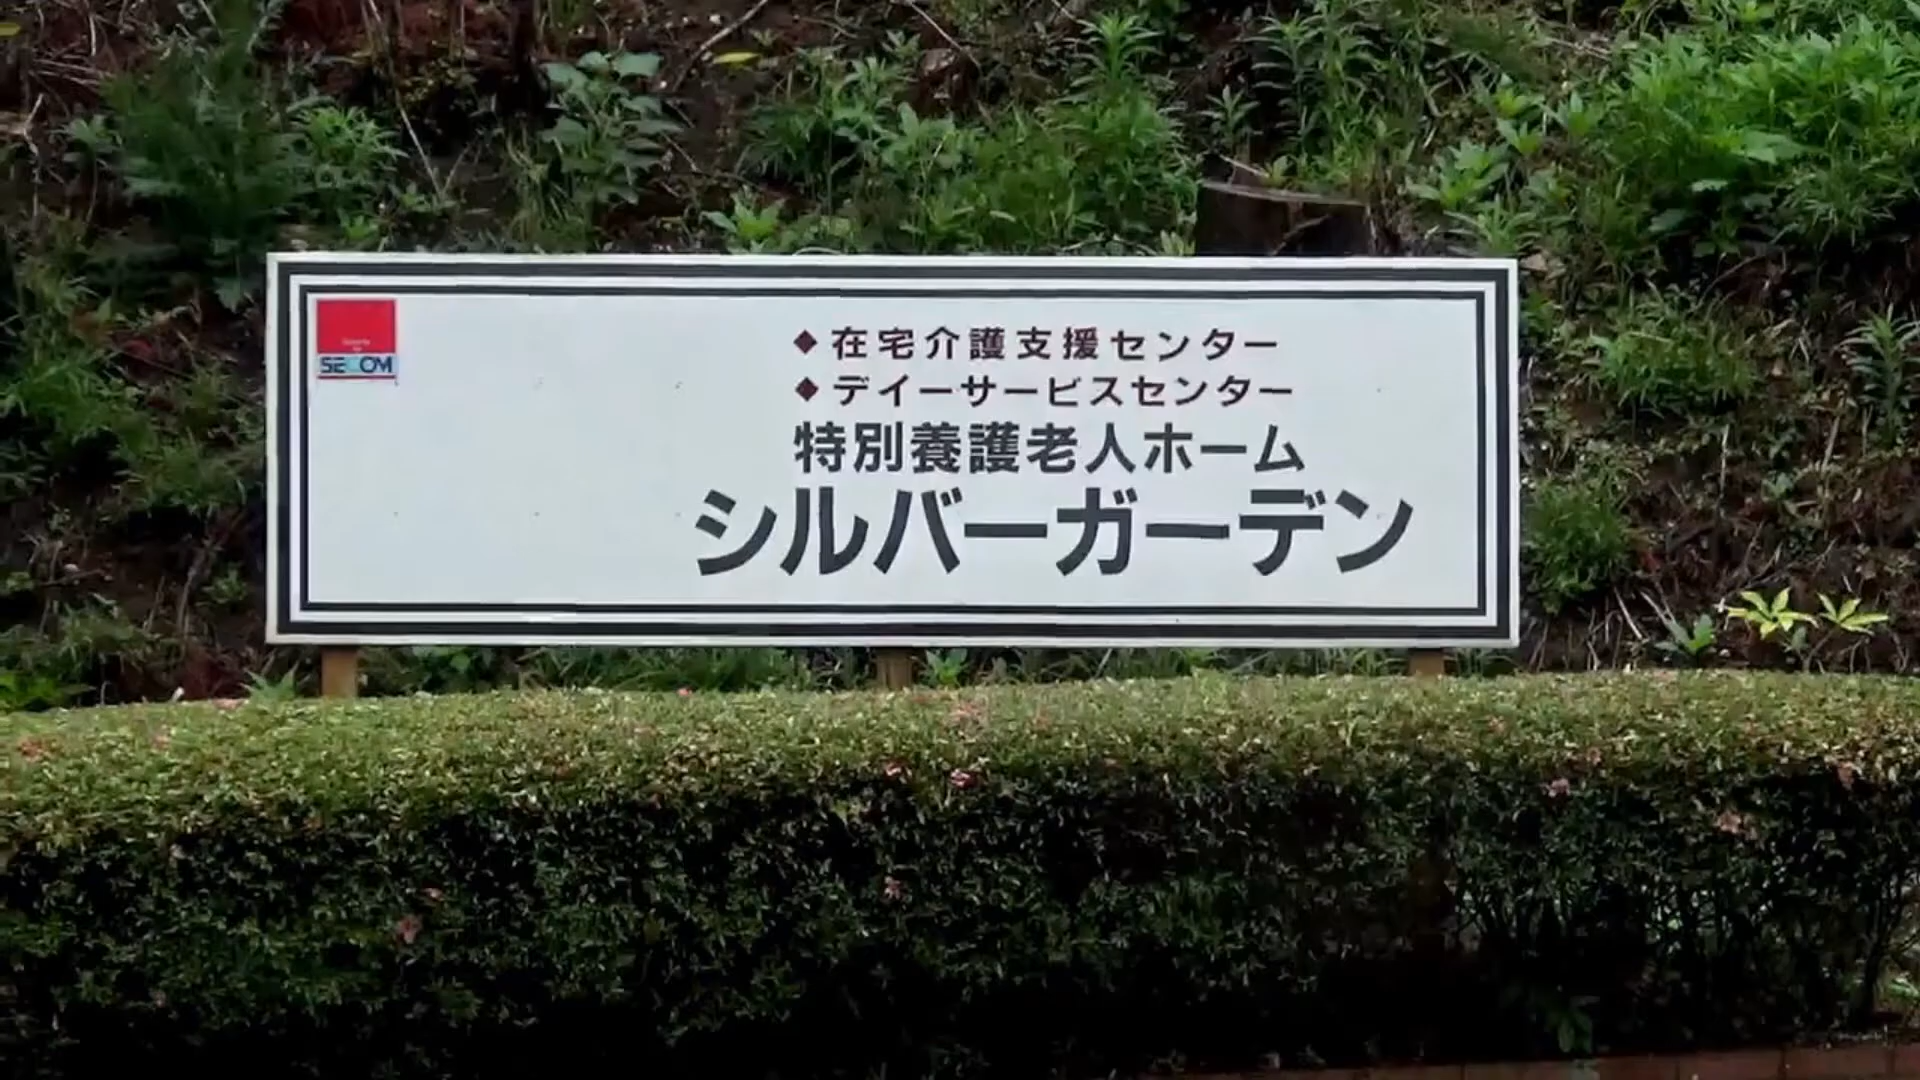 SECOM
◆在宅介護支援センター
◆デイーサービスセンター
特別養護老人ホーム
シルバーガーデン